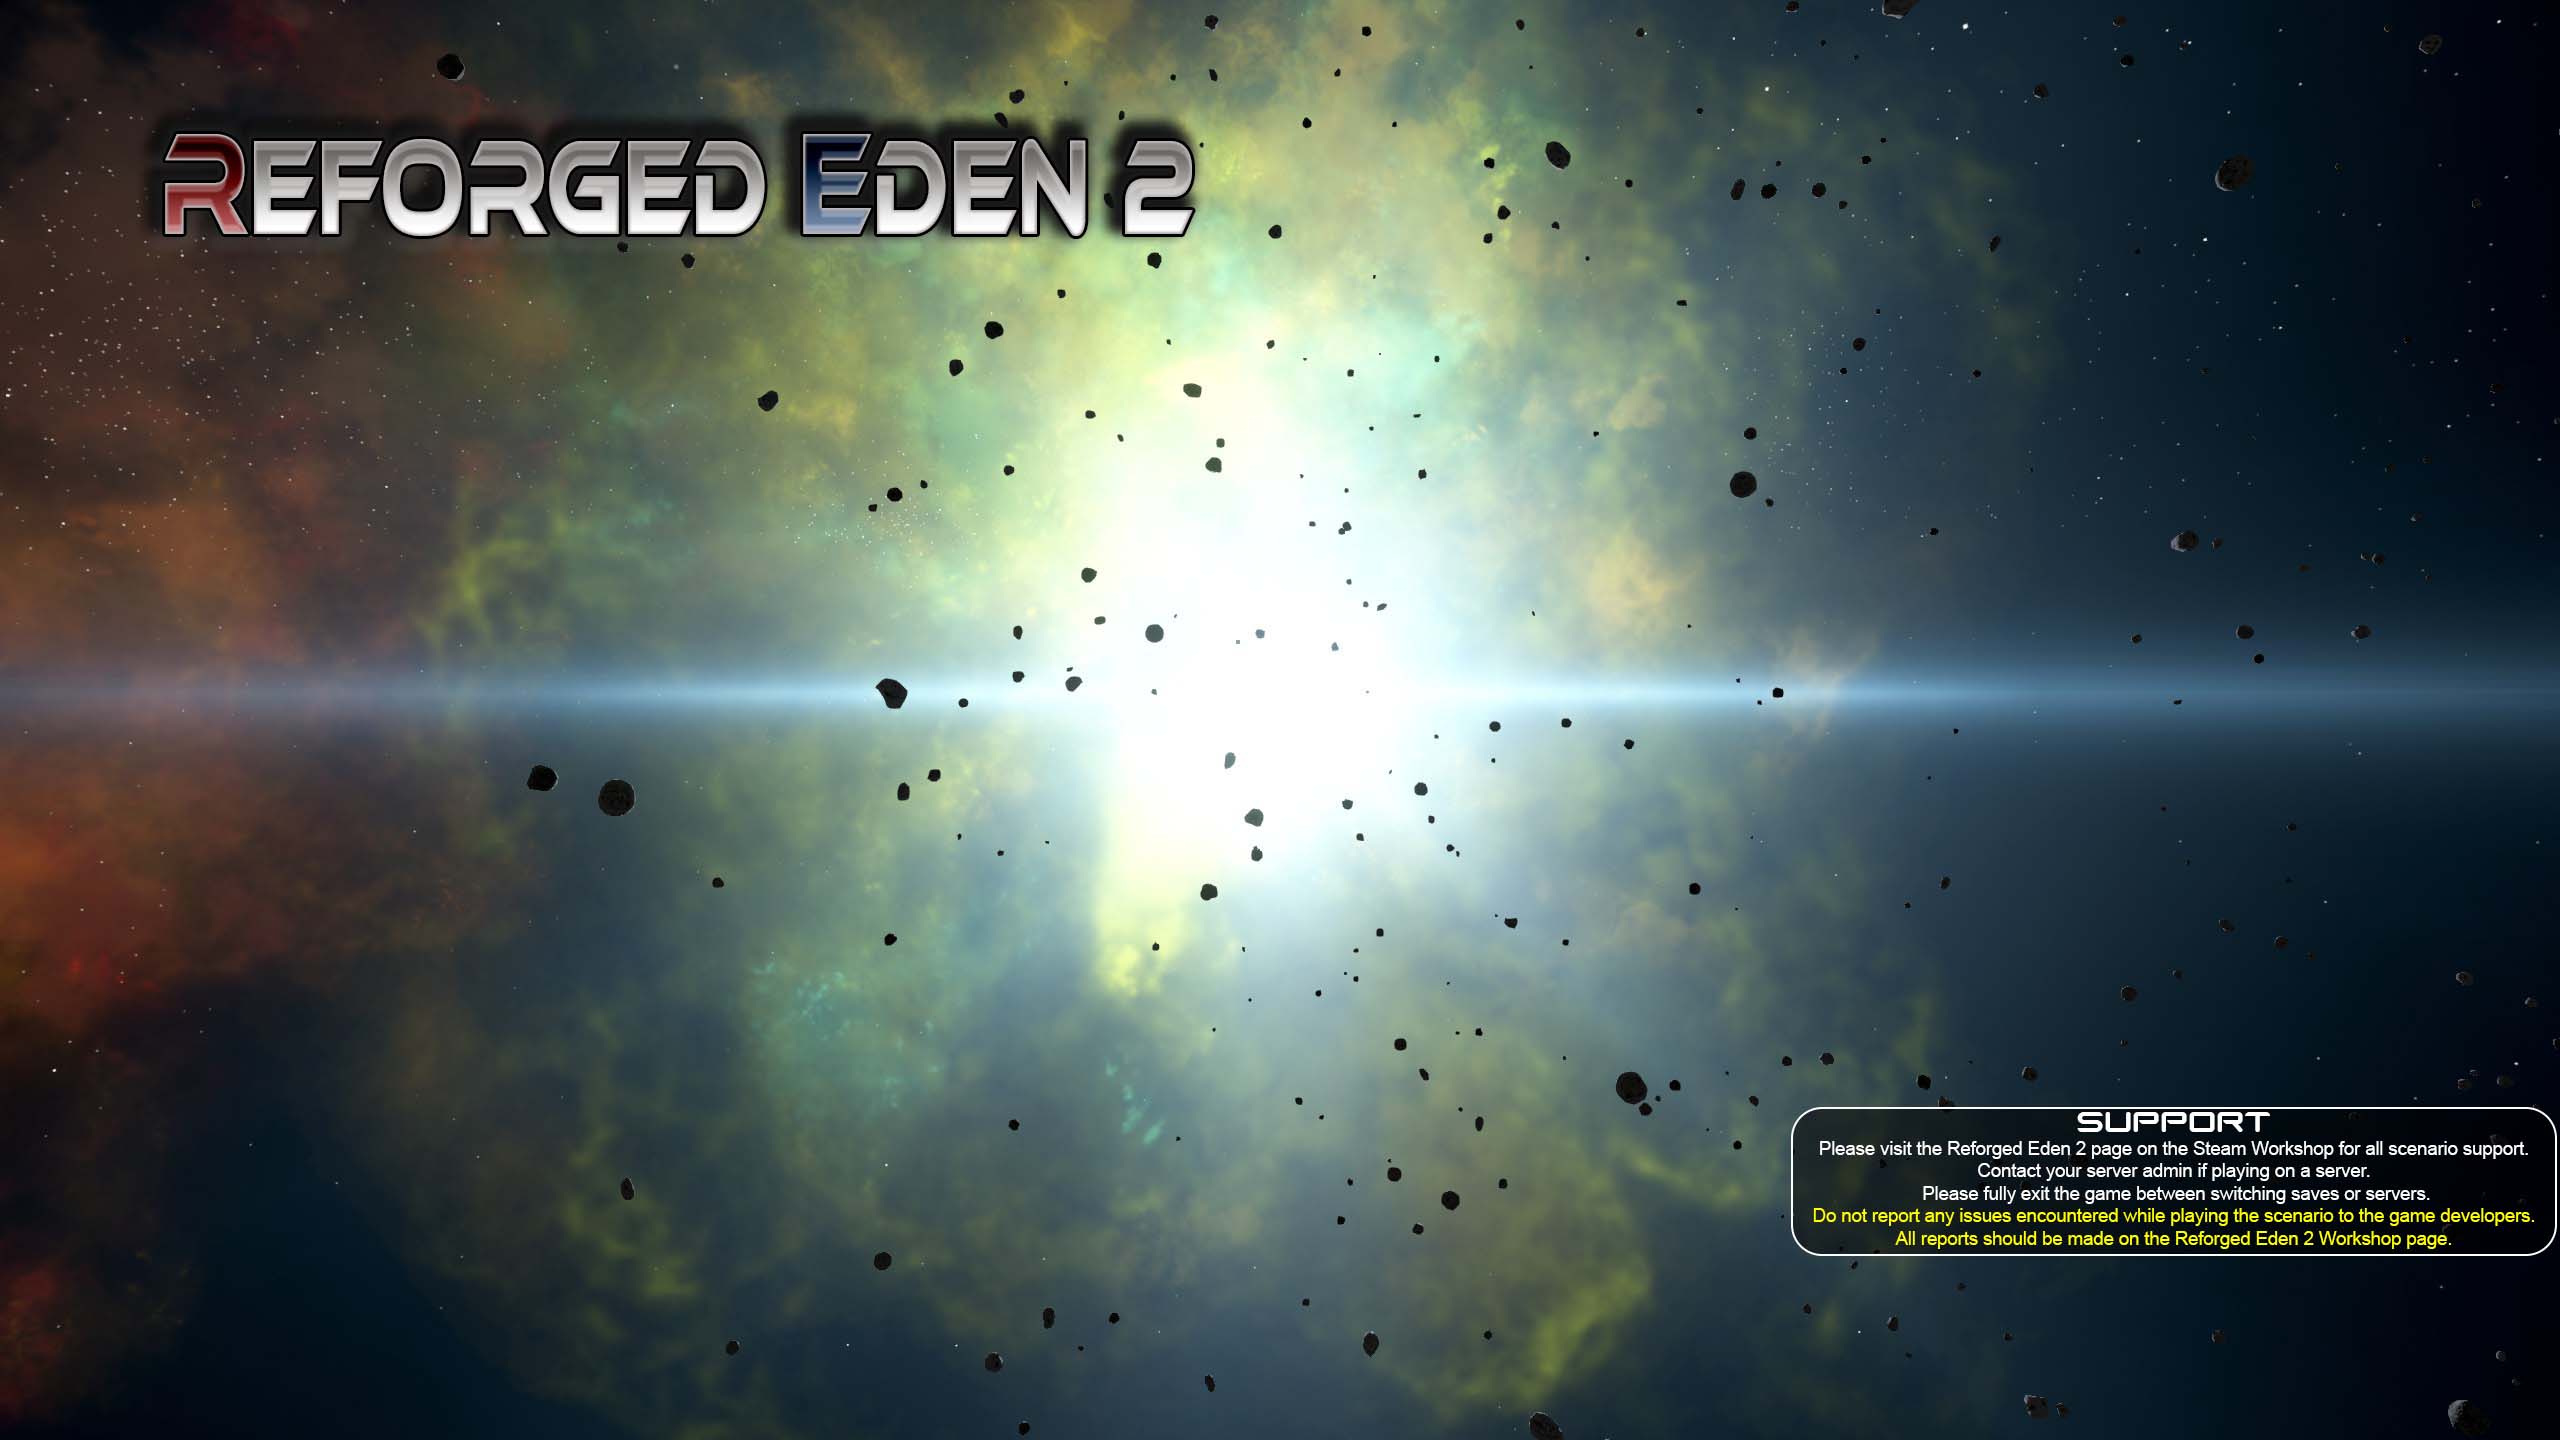 Reforged Eden 2
SUPPORT
Please visit the Reforged Eden 2 page on the Steam Workshop for all scenario support.
Contact your server admin if playing on a server.
Please fully exit the game between switching saves or servers.
Do not report any issues encountered while playing the scenario to the game developers.
All reports should be made on the Reforged Eden 2 Workshop page.